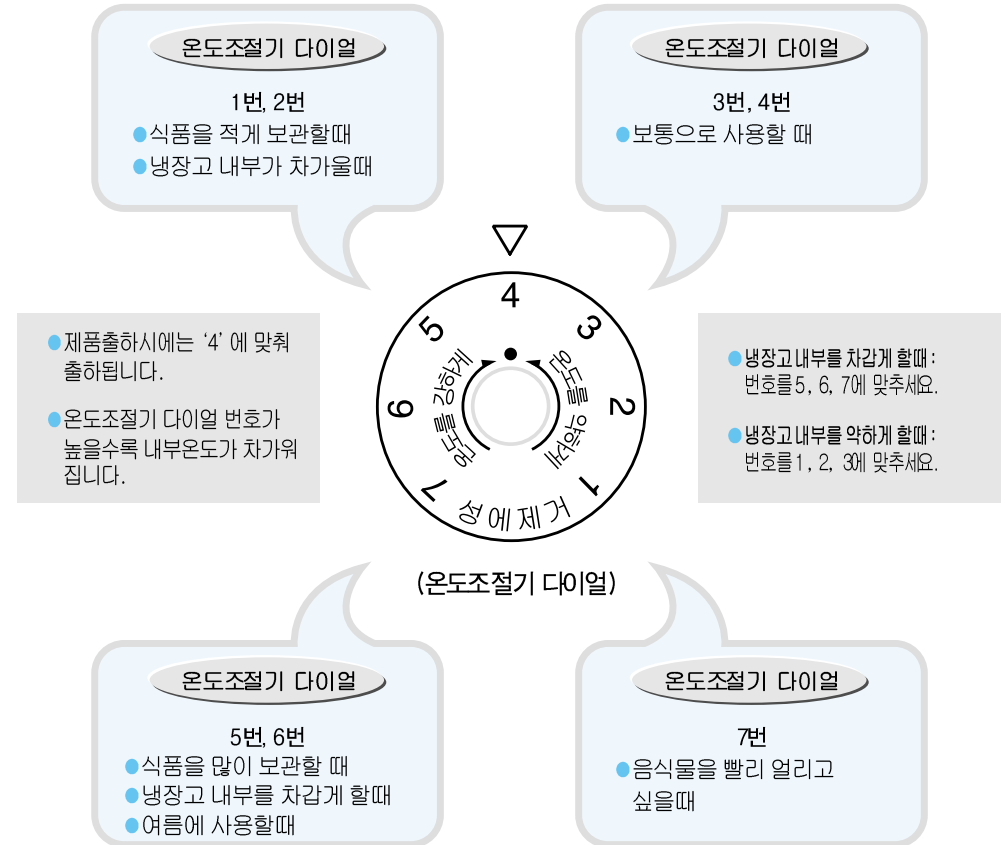 온도조절기 다이얼
1번, 2번
●식품을 적게 보관할때
●냉장고 내부가 차가울때
온도조절기 다이얼
3번, 4번
●보통으로 사용할 때
●제품출하시에는 ‘4’ 에 맞춰
출하됩니다.
●온도조절기 다이얼 번호가
높을수록 내부온도가 차가워
집니다.
4
5
3
6
2
7
1
온도를 강하게
온도를 약하게
성에제거
(온도조절기 다이얼)
●냉장고 내부를 차갑게 할때 :
번호를 5, 6, 7에 맞추세요.
●냉장고 내부를 약하게 할때 :
번호를 1, 2, 3에 맞추세요.
온도조절기 다이얼
5번, 6번
●식품을 많이 보관할 때
●냉장고 내부를 차갑게 할때
●여름에 사용할때
온도조절기 다이얼
7번
●음식물을 빨리 얼리고
싶을때